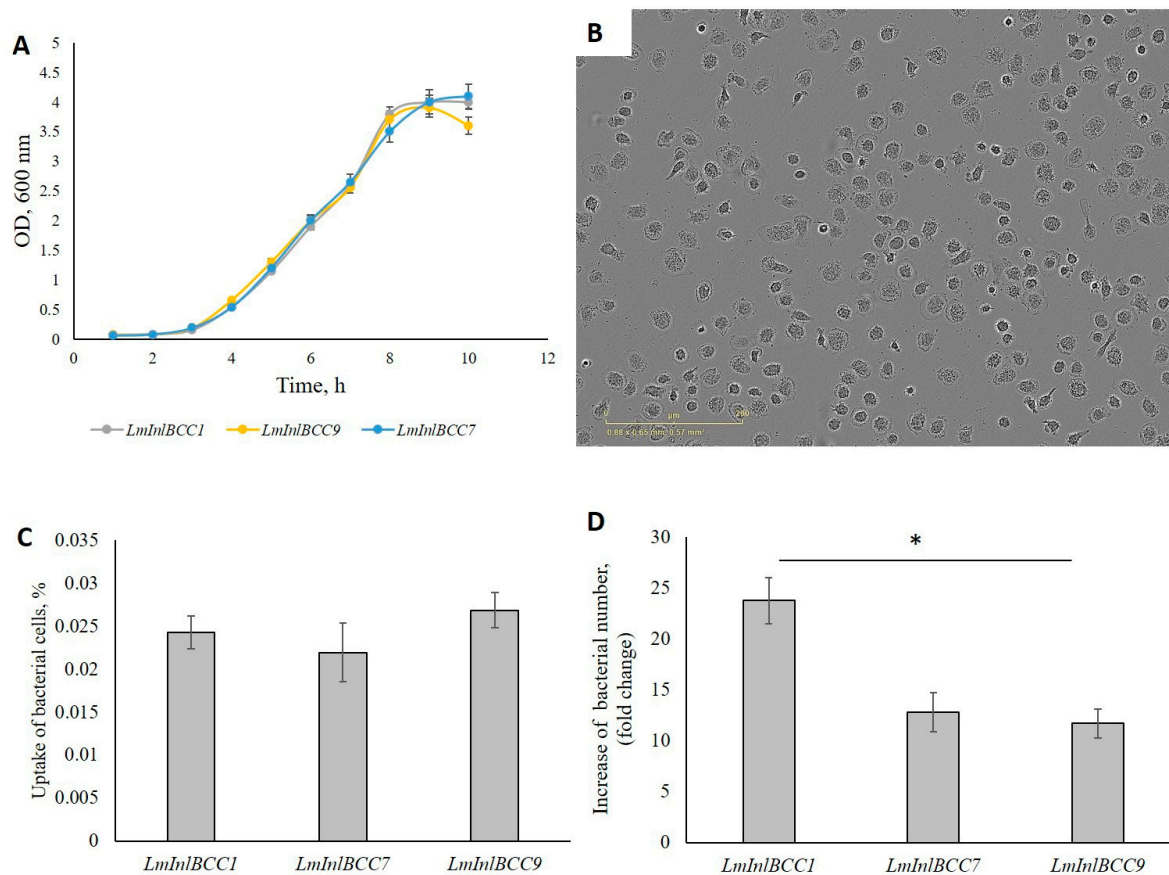 A
5
4.5
4
3.5
3
2.5
2
1.5
1
0.5
0
OD, 600 nm
0 2 4 6 8 10 12
Time, h
LmInlBCC1 LmInlBCC9 LmInlBCC7
B
0 µm 200
0.88 x 0.65 mm; 0.57 mm²
C
0.035
0.03
0.025
0.02
0.015
0.01
0.005
0
Uptake of bacterial cells, %
LmInlBCC1 LmInlBCC7 LmInlBCC9
D
30
25
20
15
10
5
0
Increase of bacterial number,
(fold change)
*
LmInlBCC1 LmInlBCC7 LmInlBCC9